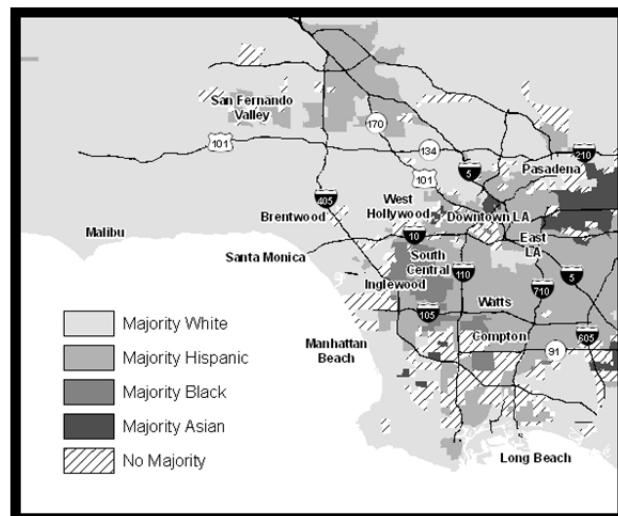 San Fernando
Valley
170
101
134
210
5
Pasadena
101
405
West
Hollywood
Brentwood
Downtown LA
Malibu
10
East
LA
Santa Monica
South
Central
110
5
710
Inglewood
Watts
105
Compton
605
Manhattan
Beach
91
Long Beach
Majority White
Majority Hispanic
Majority Black
Majority Asian
No Majority